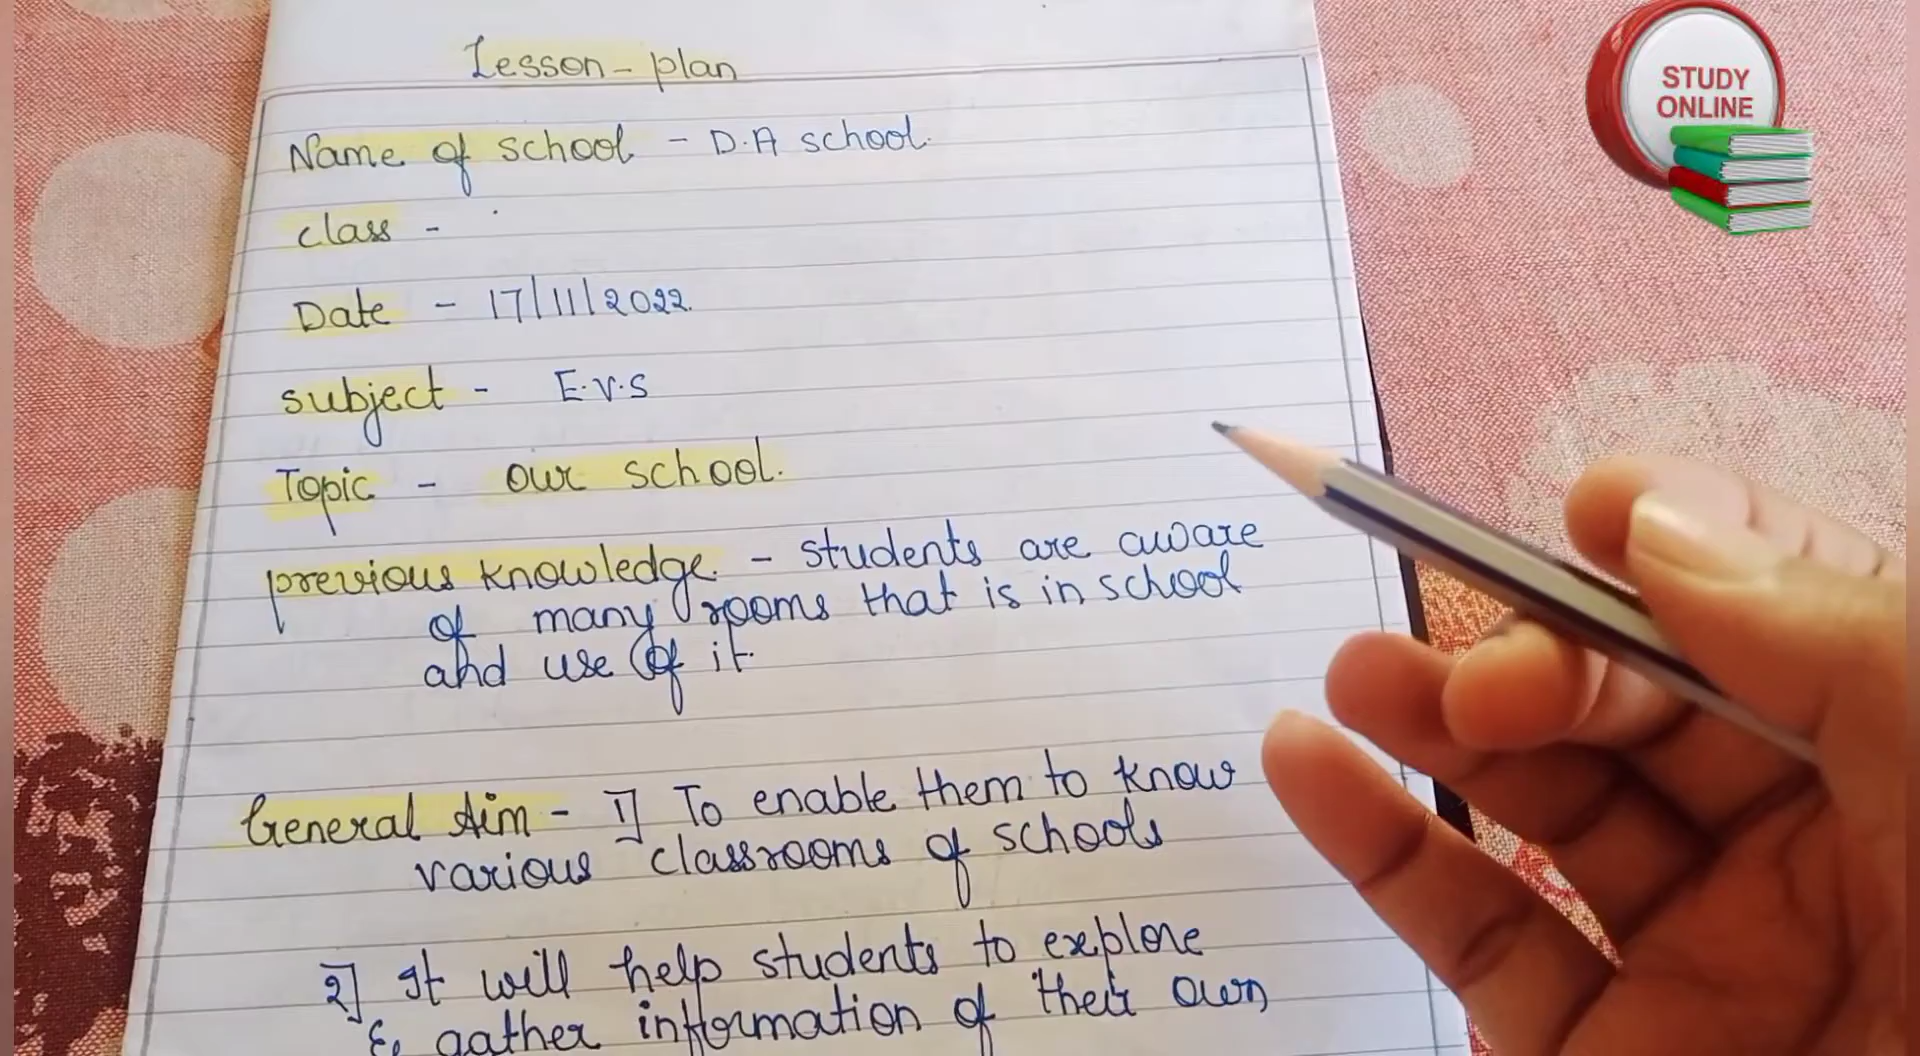 Lesson - plan
Name of school - D.A school.
class -
Date - 17/11/2022.
subject - E.V.S
Topic - our school.
previous knowledge. - students are aware
of many rooms that is in school
and use of it.
General Aim - 1] To enable them to know
various classrooms of schools
2] It will help students to explore
& gather information of their own
STUDY
ONLINE